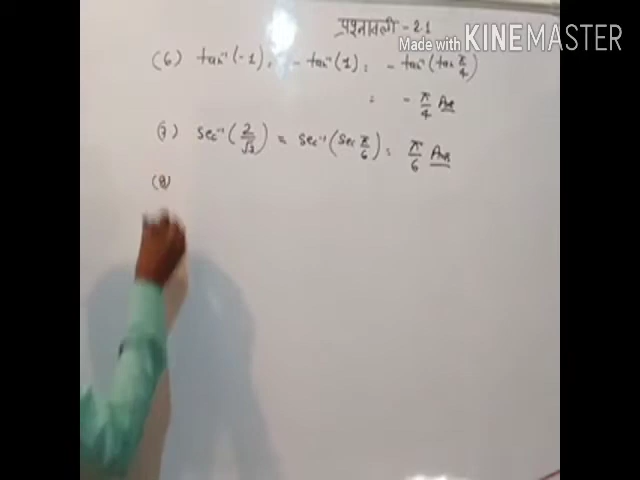 प्रश्नावली - 2.1
Made with KINEMASTER
(6) tan⁻¹(-1) = - tan⁻¹(1) = - tan⁻¹(tan π/4)
= - π/4 Ans
(7) sec⁻¹(2/√3) = sec⁻¹(sec π/6) = π/6 Ans
(8)